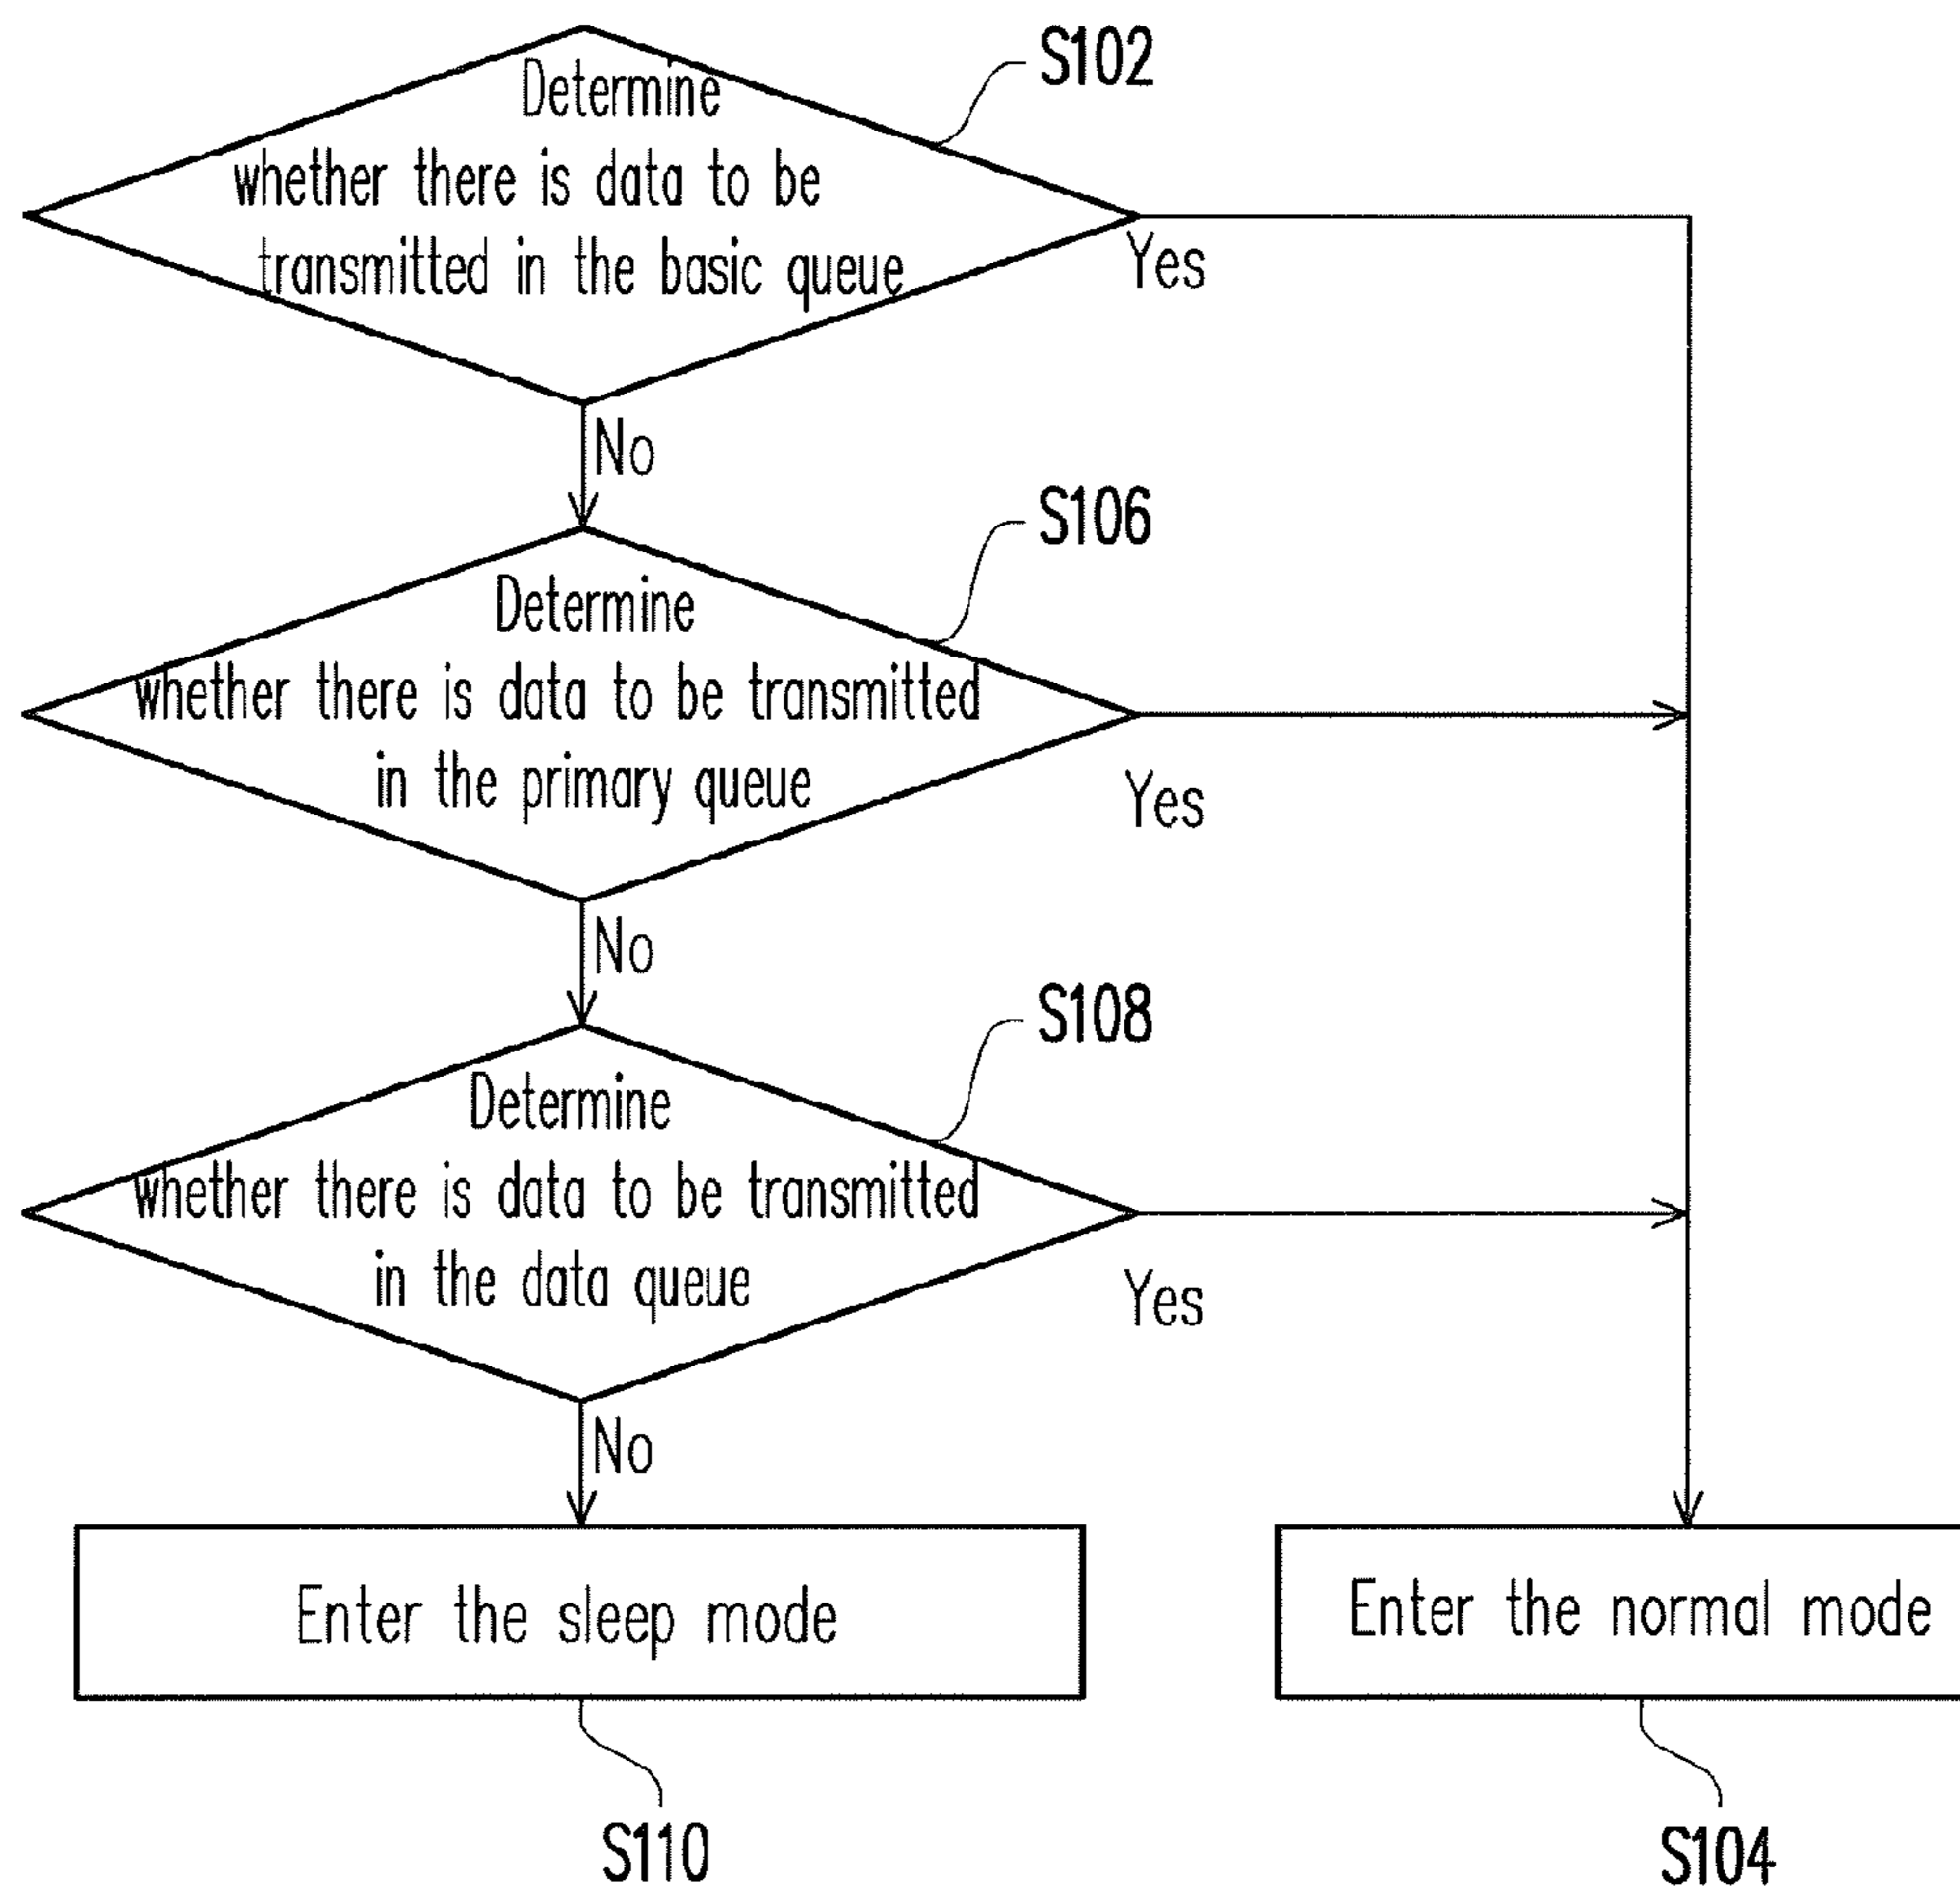 S102
Determine
whether there is data to be
transmitted in the basic queue
Yes
No
S106
Determine
whether there is data to be transmitted
in the primary queue
Yes
No
S108
Determine
whether there is data to be transmitted
in the data queue
Yes
No
Enter the sleep mode
Enter the normal mode
S110
S104